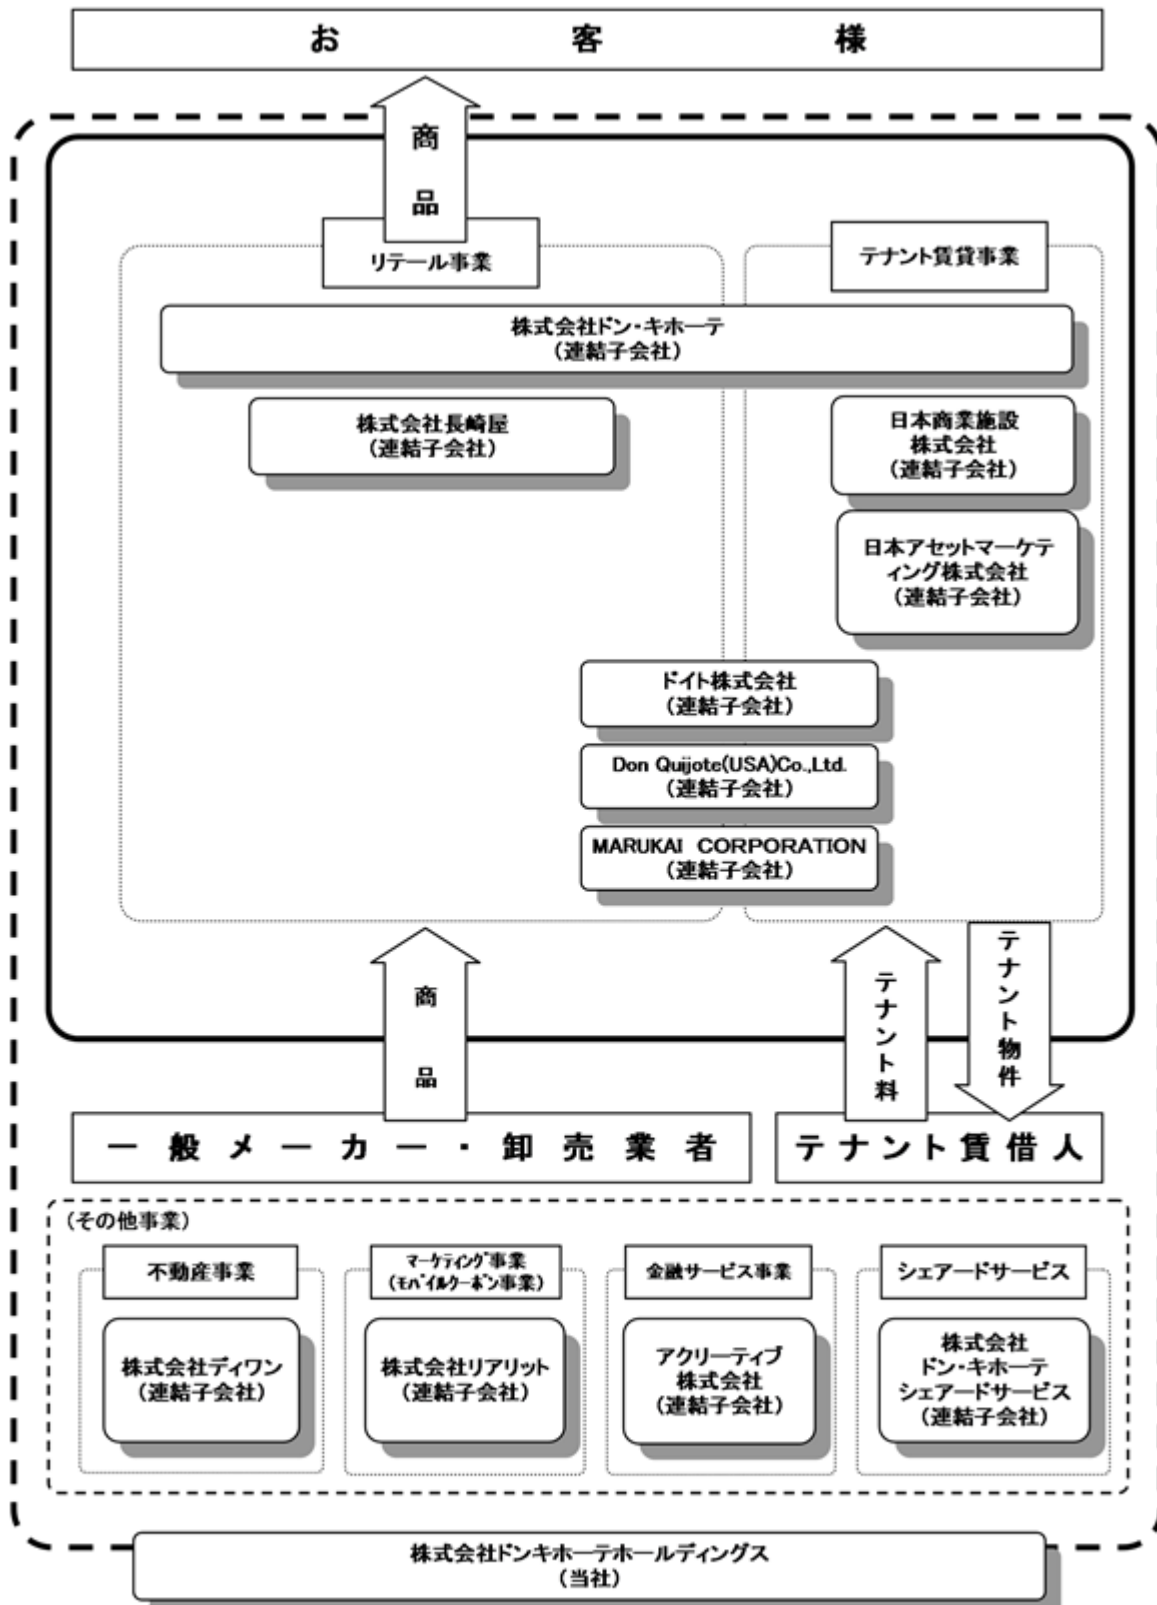 お客様
商品
リテール事業
テナント賃貸事業
株式会社ドン・キホーテ
(連結子会社)
株式会社長崎屋
(連結子会社)
日本商業施設
株式会社
(連結子会社)
日本アセットマーケテ
ィング株式会社
(連結子会社)
ドイト株式会社
(連結子会社)
Don Quijote(USA)Co.,Ltd.
(連結子会社)
MARUKAI CORPORATION
(連結子会社)
商品
テナント料
テナント物件
一般メーカー・卸売業者
テナント賃借人
(その他事業)
不動産事業
マーケティング事業
(モバイルクーポン事業)
金融サービス事業
シェアードサービス
株式会社ディワン
(連結子会社)
株式会社リアリット
(連結子会社)
アクリーティブ
株式会社
(連結子会社)
株式会社
ドン・キホーテ
シェアードサービス
(連結子会社)
株式会社ドンキホーテホールディングス
(当社)